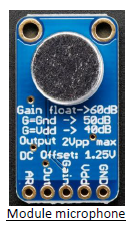 Gain float->60dB
G=Gnd -> 50dB
G=Vdd -> 40dB
Output 2Vpp max
DC Offset: 1.25V
AR
Out
Gain
Vdd
GND
Module microphone